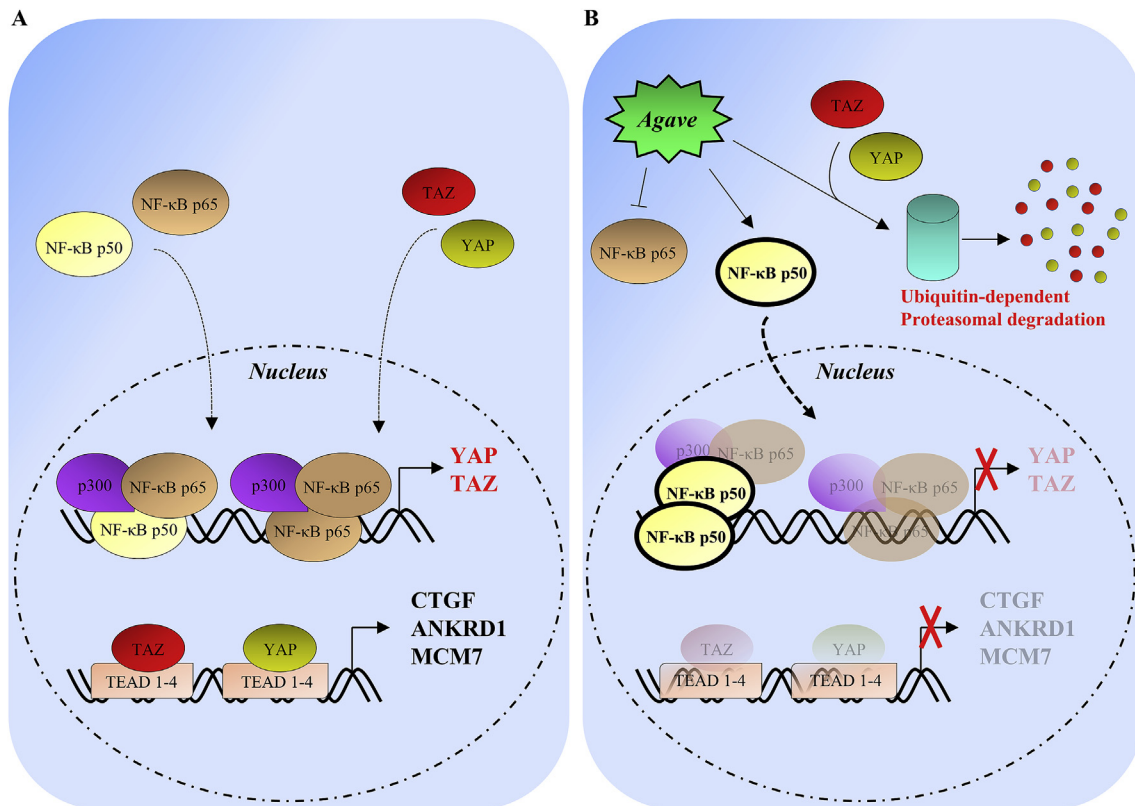 A
NF-κB p65
NF-κB p50
TAZ
YAP
Nucleus
p300
NF-κB p65
NF-κB p50
p300
NF-κB p65
NF-κB p65
YAP
TAZ
TAZ
TEAD 1-4
YAP
TEAD 1-4
CTGF
ANKRD1
MCM7
B
Agave
TAZ
YAP
NF-κB p65
NF-κB p50
Ubiquitin-dependent
Proteasomal degradation
Nucleus
p300
NF-κB p65
NF-κB p50
NF-κB p50
p300
NF-κB p65
NF-κB p65
YAP
TAZ
TAZ
TEAD 1-4
YAP
TEAD 1-4
CTGF
ANKRD1
MCM7